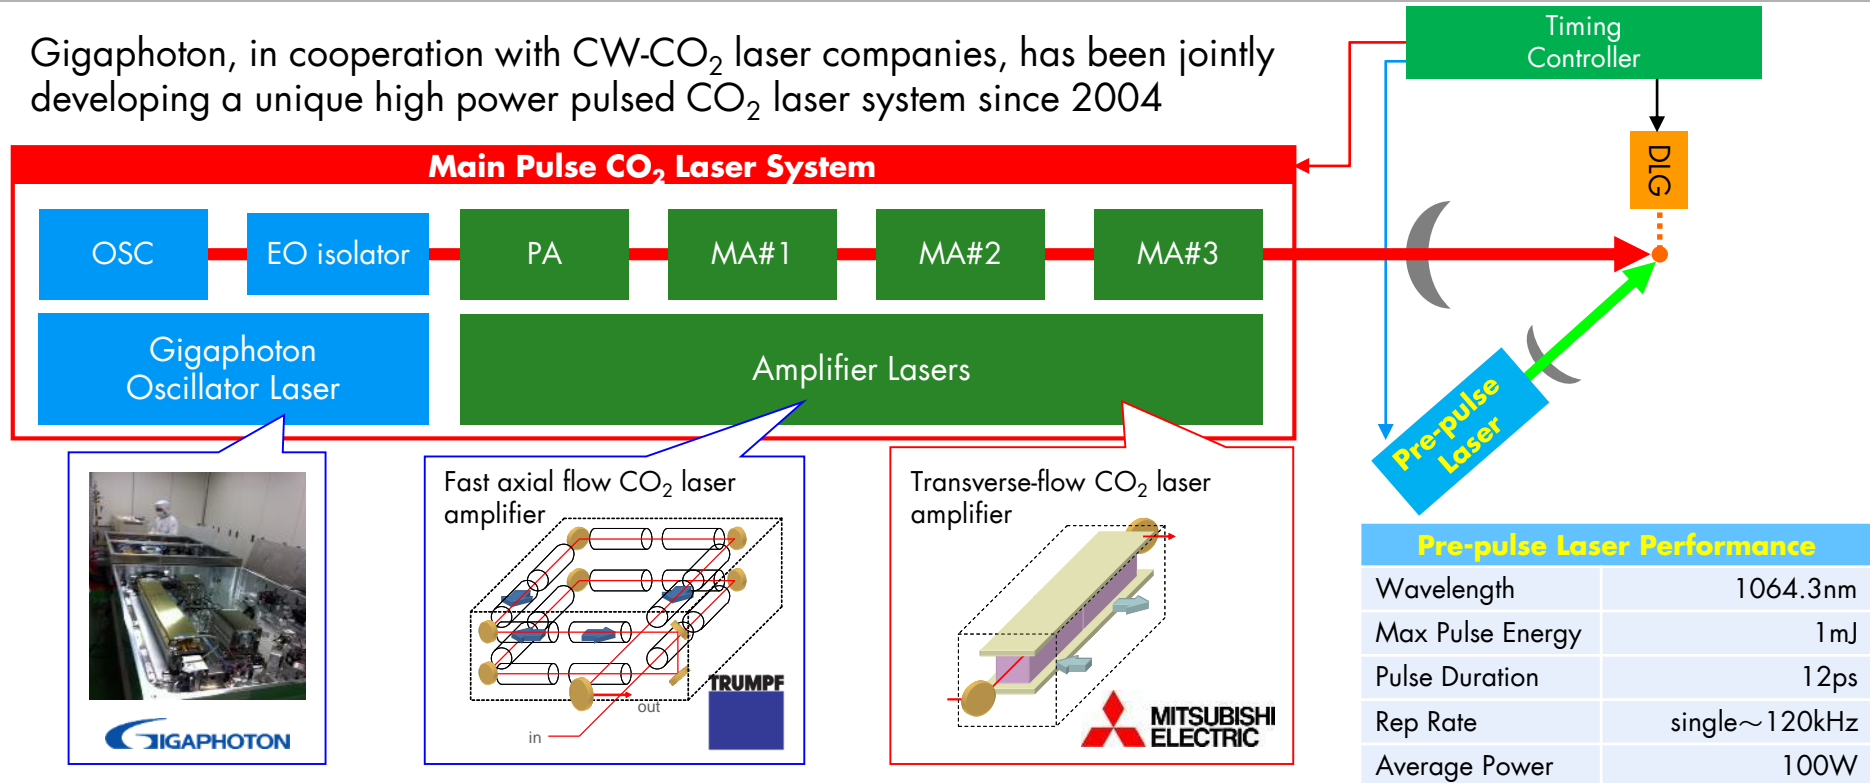 Gigaphoton, in cooperation with CW-CO₂ laser companies, has been jointly
developing a unique high power pulsed CO₂ laser system since 2004
Timing
Controller
DLG
Main Pulse CO₂ Laser System
OSC
EO isolator
PA
MA#1
MA#2
MA#3
Gigaphoton
Oscillator Laser
Amplifier Lasers
Pre-pulse
Laser
GIGAPHOTON
Fast axial flow CO₂ laser
amplifier
out
in
TRUMPF
Transverse-flow CO₂ laser
amplifier
MITSUBISHI
ELECTRIC
Pre-pulse Laser Performance
Wavelength 1064.3nm
Max Pulse Energy 1mJ
Pulse Duration 12ps
Rep Rate single～120kHz
Average Power 100W